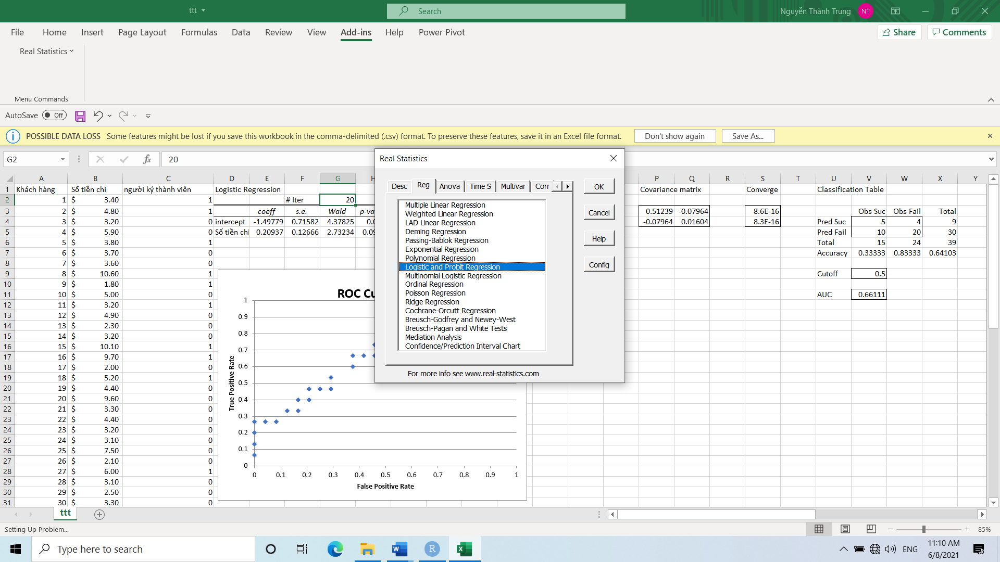 ttt
Search
Nguyễn Thành Trung NT
File Home Insert Page Layout Formulas Data Review View Add-ins Help Power Pivot
Share Comments
Real Statistics
Menu Commands
AutoSave Off
POSSIBLE DATA LOSS Some features might be lost if you save this workbook in the comma-delimited (.csv) format. To preserve these features, save it in an Excel file format. Don't show again Save As...
G2 fx 20
A B C D E F G H P Q R S T U V W X Y
1 Khách hàng Số tiền chi người ký thành viên Logistic Regression Covariance matrix Converge Classification Table
2 1 $ 3.40 1 # Iter 20
3 2 $ 4.80 1 coeff s.e. Wald p-va 0.51239 -0.07964 8.6E-16 Obs Suc Obs Fail Total
4 3 $ 3.20 0 intercept -1.49779 0.71582 4.37825 0.0 -0.07964 0.01604 8.3E-16 Pred Suc 5 4 9
5 4 $ 5.90 0 Số tiền chi 0.20937 0.12666 2.73234 0.09 Pred Fail 10 20 30
6 5 $ 3.80 1 Total 15 24 39
7 6 $ 3.70 0 Accuracy 0.33333 0.83333 0.64103
8 7 $ 3.60 0
9 8 $ 10.60 1 Cutoff 0.5
10 9 $ 1.80 1
11 10 $ 5.00 0 AUC 0.66111
12 11 $ 3.20 1
13 12 $ 4.90 0
14 13 $ 2.30 0
15 14 $ 3.20 0
16 15 $ 10.10 1
17 16 $ 9.70 1
18 17 $ 2.00 0
19 18 $ 5.20 1
20 19 $ 4.40 0
21 20 $ 9.60 0
22 21 $ 3.30 0
23 22 $ 4.40 0
24 23 $ 3.20 0
25 24 $ 3.10 0
26 25 $ 7.50 0
27 26 $ 2.10 0
28 27 $ 6.00 1
29 28 $ 3.10 0
30 29 $ 2.50 0
31 30 $ 3.30 0
ROC Cu
True Positive Rate
1
0.9
0.8
0.7
0.6
0.5
0.4
0.3
0.2
0.1
0
0 0.1 0.2 0.3 0.4 0.5 0.6 0.7 0.8 0.9 1
False Positive Rate
Real Statistics
Desc Reg Anova Time S Multivar Corr
OK
Cancel
Help
Config
Multiple Linear Regression
Weighted Linear Regression
LAD Linear Regression
Deming Regression
Passing-Bablok Regression
Exponential Regression
Polynomial Regression
Logistic and Probit Regression
Multinomial Logistic Regression
Ordinal Regression
Poisson Regression
Ridge Regression
Cochrane-Orcutt Regression
Breusch-Godfrey and Newey-West
Breusch-Pagan and White Tests
Mediation Analysis
Confidence/Prediction Interval Chart
For more info see www.real-statistics.com
ttt
Setting Up Problem...
85%
Type here to search
W R X
ENG
11:10 AM
6/8/2021